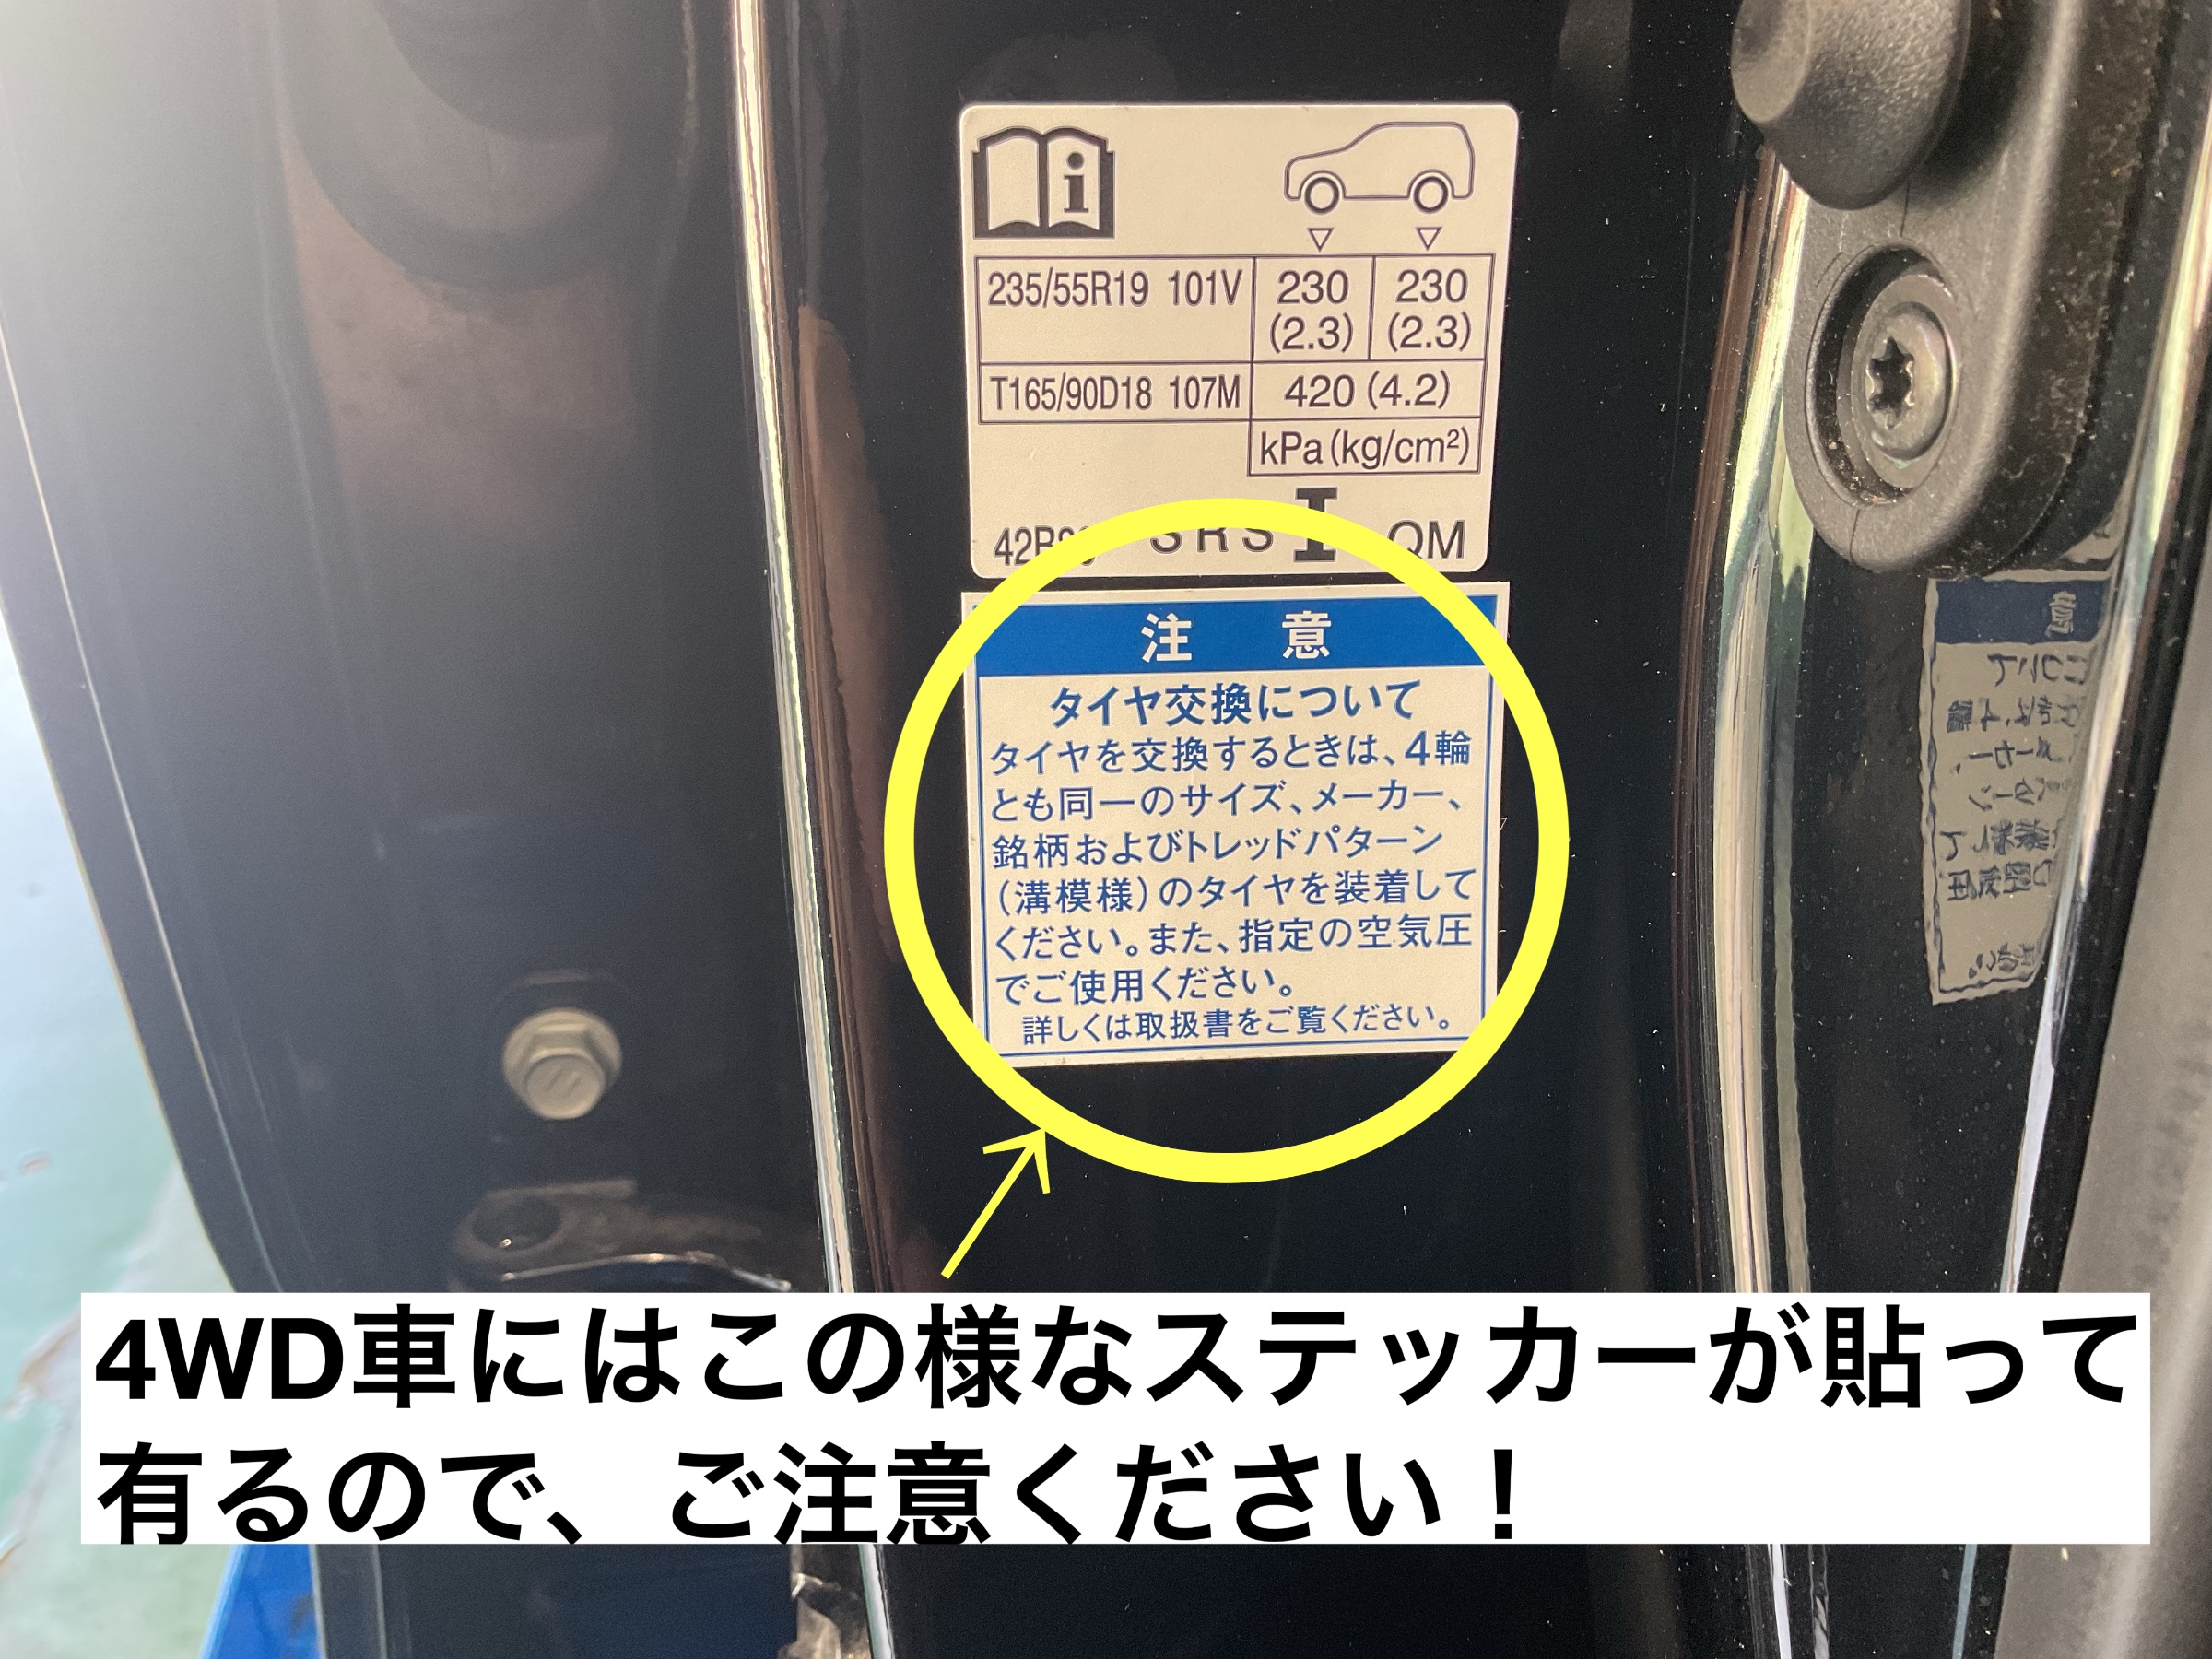 235/55R19 101V 230 230
(2.3) (2.3)
T165/90D18 107M 420 (4.2)
kPa (kg/cm²)
SRS I QM
注 意
タイヤ交換について
タイヤを交換するときは、4輪
とも同一のサイズ、メーカー、
銘柄およびトレッドパターン
(溝模様)のタイヤを装着して
ください。また、指定の空気圧
でご使用ください。
詳しくは取扱書をご覧ください。
4WD車にはこの様なステッカーが貼って
有るので、ご注意ください！